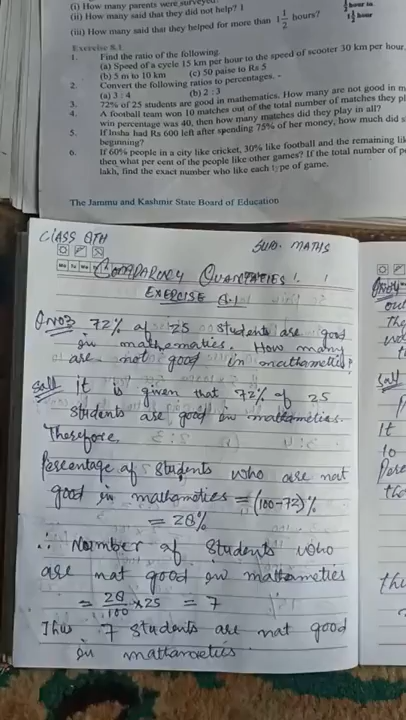 (i) How many parents were surveyed
(ii) How many said that they did not help?
(iii) How many said that they helped for more than 1 1/2 hours?
1 1/2 hour
Exercise 8.1
1. Find the ratio of the following.
(a) Speed of a cycle 15 km per hour to the speed of scooter 30 km per hour.
(b) 5 m to 10 km (c) 50 paise to Rs 5
2. Convert the following ratios to percentages.
(a) 3 : 4 (b) 2 : 3
3. 72% of 25 students are good in mathematics. How many are not good in m
4. A football team won 10 matches out of the total number of matches they pl
win percentage was 40, then how many matches did they play in all?
5. If Insha had Rs 600 left after spending 75% of her money, how much did s
beginning?
6. If 60% people in a city like cricket, 30% like football and the remaining lik
then what per cent of the people like other games? If the total number of p
lakh, find the exact number who like each type of game.
The Jammu and Kashmir State Board of Education
CLASS 8TH SUB. MATHS
QUANTITIES
EXERCISE 8.1
Q.No3 72% of 25 students are good
in mathematics. How many
are not good in mathematics?
Sol It is given that 72% of 25
students are good in mathematics.
Therefore,
Percentage of students who are not
good in mathematics = (100-72)%
= 28%
∴ Number of students who
are not good in mathematics
= 28/100 × 25 = 7
Thus 7 students are not good
in mathematics.
out
The
Sol
It
to
Perce
tha
thu